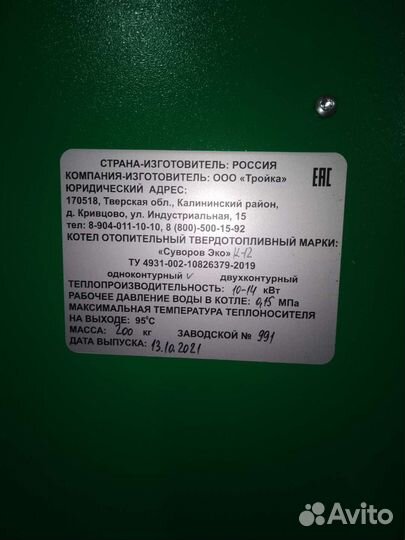 СТРАНА-ИЗГОТОВИТЕЛЬ: РОССИЯ
КОМПАНИЯ-ИЗГОТОВИТЕЛЬ: ООО «Тройка»
EAC
ЮРИДИЧЕСКИЙ АДРЕС:
170518, Тверская обл., Калининский район,
д. Кривцово, ул. Индустриальная, 15
тел: 8-904-011-10-10, 8 (800)-500-15-92
КОТЕЛ ОТОПИТЕЛЬНЫЙ ТВЕРДОТОПЛИВНЫЙ МАРКИ:
«Суворов Эко» К-12
ТУ 4931-002-10826379-2019
одноконтурный V двухконтурный
ТЕПЛОПРОИЗВОДИТЕЛЬНОСТЬ: 10-14 кВт
РАБОЧЕЕ ДАВЛЕНИЕ ВОДЫ В КОТЛЕ: 0,15 МПа
МАКСИМАЛЬНАЯ ТЕМПЕРАТУРА ТЕПЛОНОСИТЕЛЯ
НА ВЫХОДЕ: 95°С
МАССА: 200 кг ЗАВОДСКОЙ № 991
ДАТА ВЫПУСКА: 13.10.2021
Avito